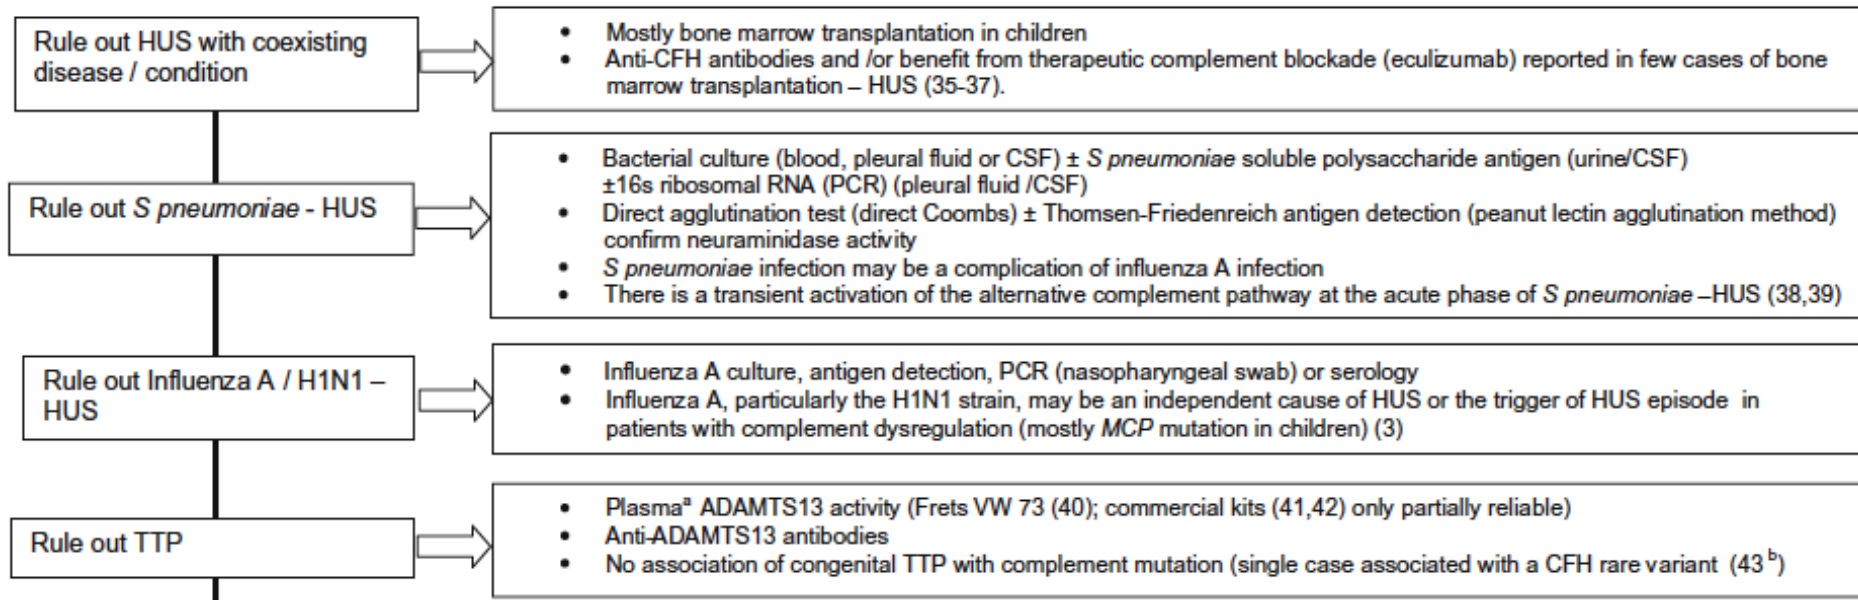 Rule out HUS with coexisting
disease / condition
• Mostly bone marrow transplantation in children
• Anti-CFH antibodies and /or benefit from therapeutic complement blockade (eculizumab) reported in few cases of bone
marrow transplantation – HUS (35-37).
Rule out S pneumoniae - HUS
• Bacterial culture (blood, pleural fluid or CSF) ± S pneumoniae soluble polysaccharide antigen (urine/CSF)
±16s ribosomal RNA (PCR) (pleural fluid /CSF)
• Direct agglutination test (direct Coombs) ± Thomsen-Friedenreich antigen detection (peanut lectin agglutination method)
confirm neuraminidase activity
• S pneumoniae infection may be a complication of influenza A infection
• There is a transient activation of the alternative complement pathway at the acute phase of S pneumoniae –HUS (38,39)
Rule out Influenza A / H1N1 –
HUS
• Influenza A culture, antigen detection, PCR (nasopharyngeal swab) or serology
• Influenza A, particularly the H1N1 strain, may be an independent cause of HUS or the trigger of HUS episode in
patients with complement dysregulation (mostly MCP mutation in children) (3)
Rule out TTP
• Plasmaª ADAMTS13 activity (Frets VW 73 (40); commercial kits (41,42) only partially reliable)
• Anti-ADAMTS13 antibodies
• No association of congenital TTP with complement mutation (single case associated with a CFH rare variant (43 ᵇ)